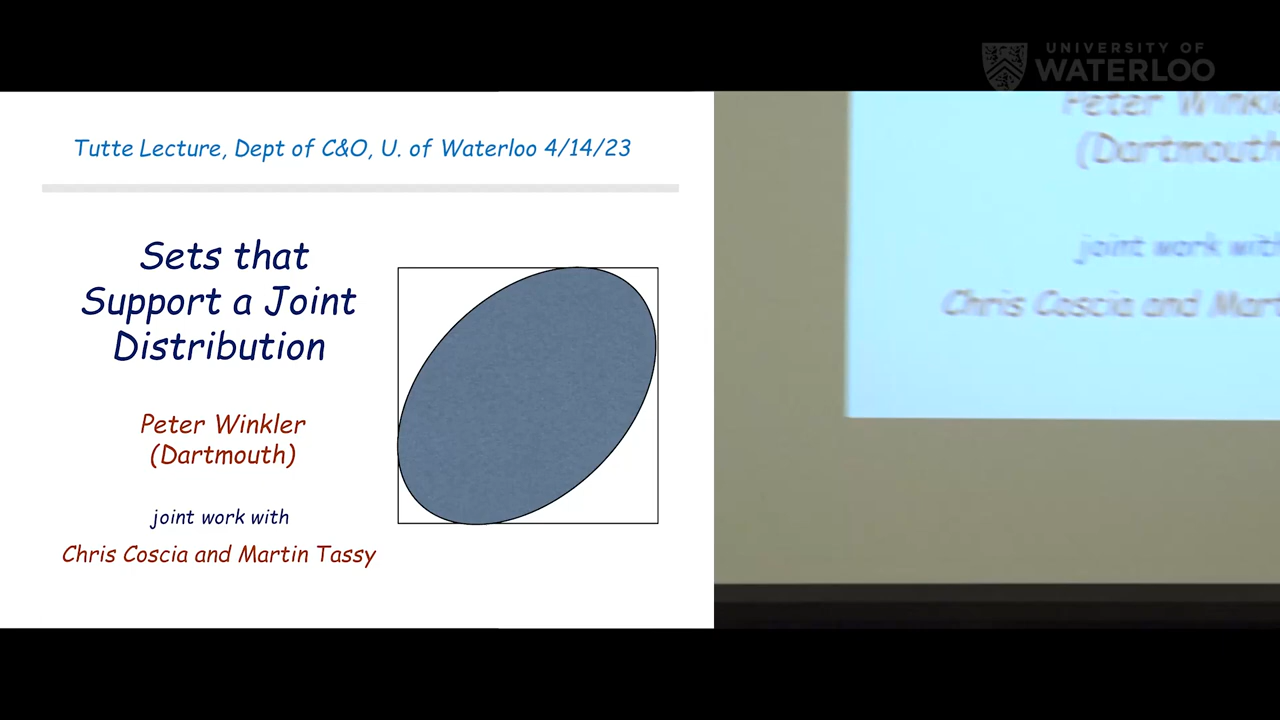 UNIVERSITY OF
WATERLOO
Tutte Lecture, Dept of C&O, U. of Waterloo 4/14/23
Sets that
Support a Joint
Distribution
Peter Winkler
(Dartmouth)
joint work with
Chris Coscia and Martin Tassy
Peter
(Dartmouth
joint work with
Chris Coscia and